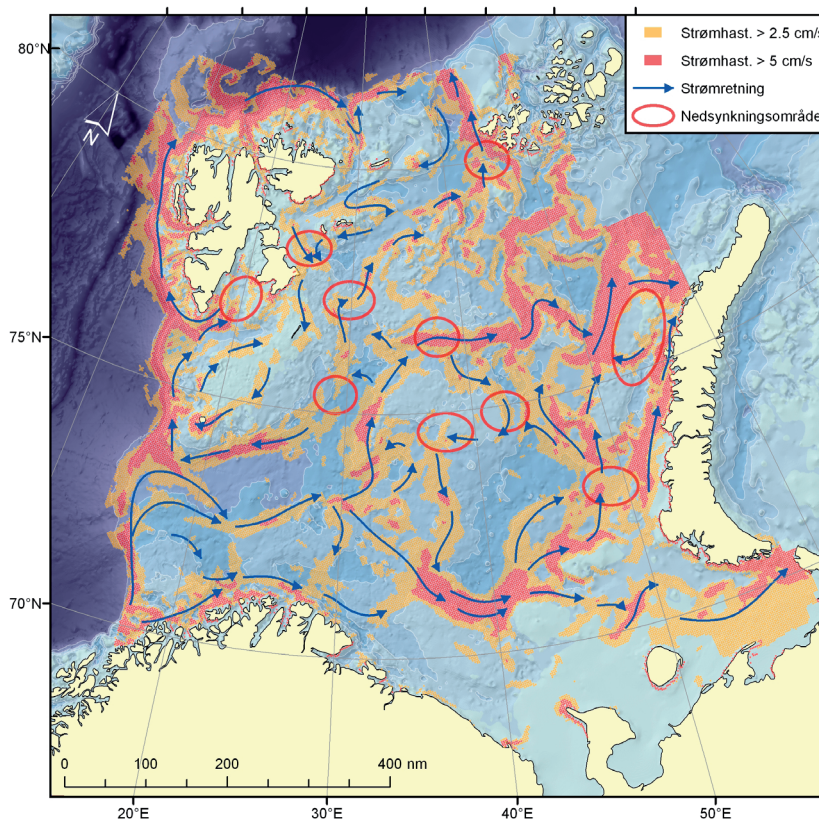 80°N
75°N
70°N
Strømhast. > 2.5 cm/s
Strømhast. > 5 cm/s
Strømretning
Nedsynkningsområde
N
0 100 200 400 nm
20°E 30°E 40°E 50°E